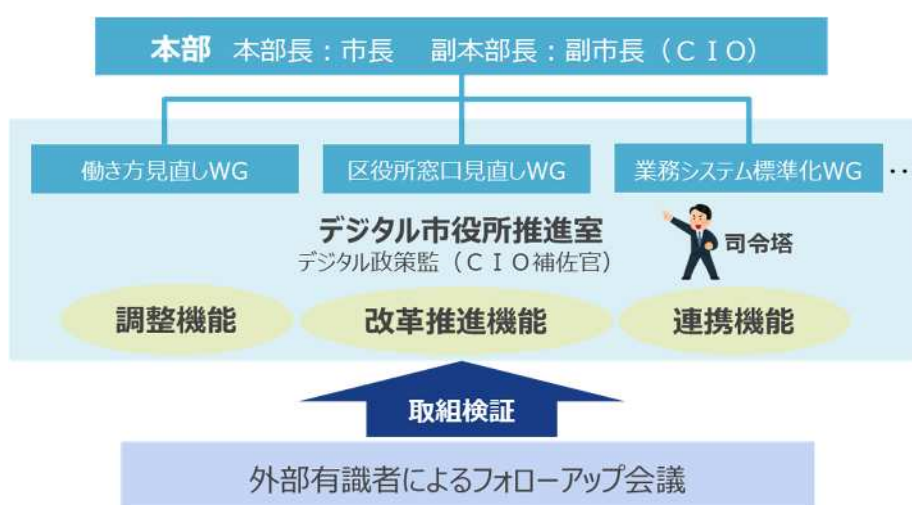 本部 本部長:市長 副本部長:副市長(CIO)
働き方見直しWG 区役所窓口見直しWG 業務システム標準化WG ・・
デジタル市役所推進室
デジタル政策監(CIO補佐官)
司令塔
調整機能 改革推進機能 連携機能
取組検証
外部有識者によるフォローアップ会議